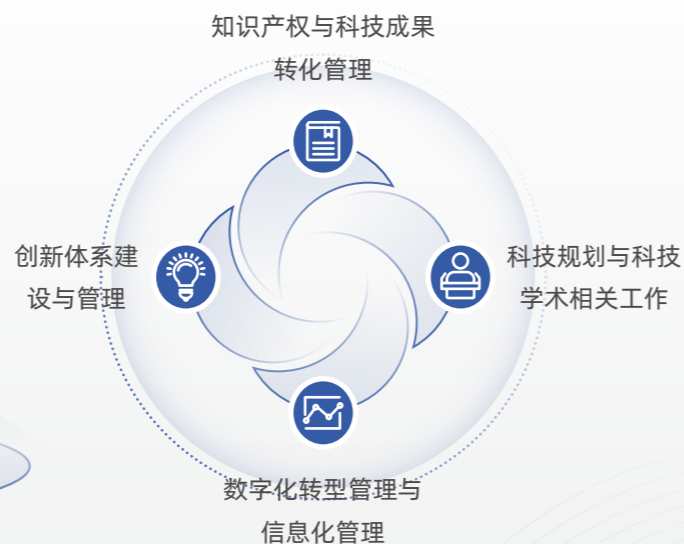 知识产权与科技成果
转化管理
创新体系建
设与管理
科技规划与科技
学术相关工作
数字化转型管理与
信息化管理